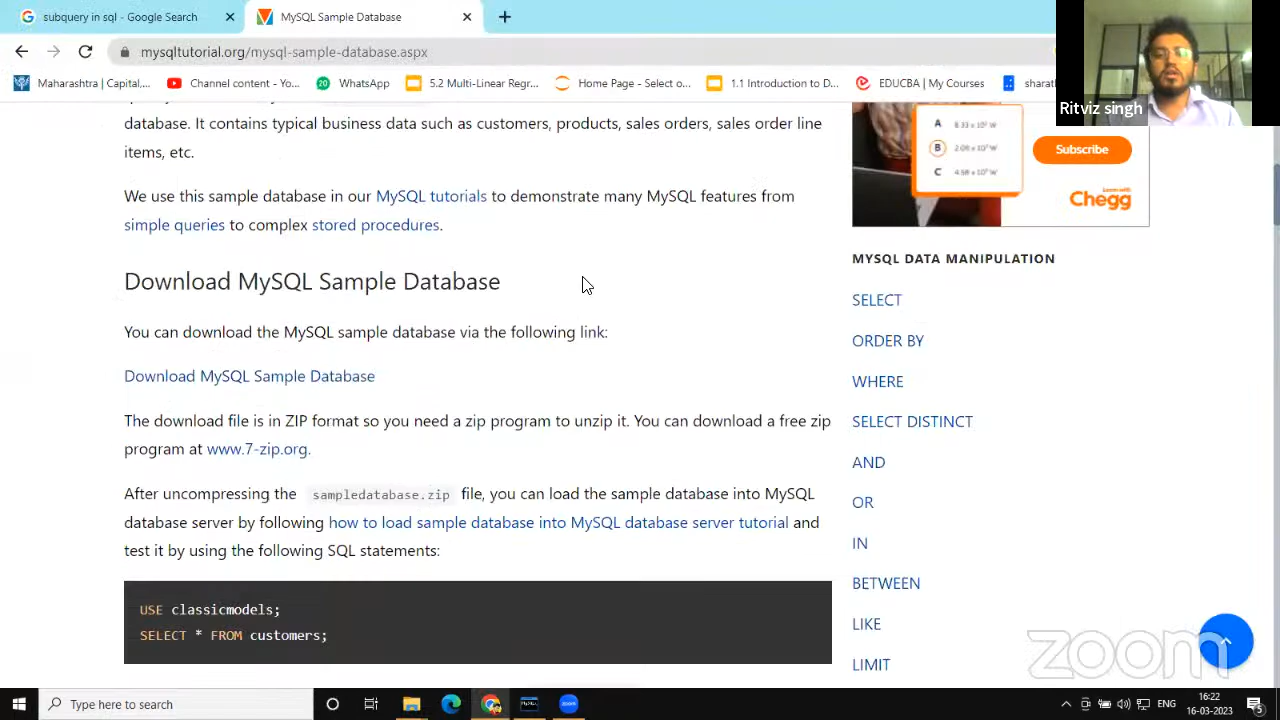 subquery in sql - Google Search
MySQL Sample Database
mysqltutorial.org/mysql-sample-database.aspx
Maharashtra | Capital,...
Channel content - Yo...
20
WhatsApp
5.2 Multi-Linear Regr...
Home Page - Select o...
1.1 Introduction to D...
EDUCBA | My Courses
sharath
Ritviz singh
database. It contains typical business data such as customers, products, sales orders, sales order line
items, etc.
We use this sample database in our MySQL tutorials to demonstrate many MySQL features from
simple queries to complex stored procedures.
Download MySQL Sample Database
You can download the MySQL sample database via the following link:
Download MySQL Sample Database
The download file is in ZIP format so you need a zip program to unzip it. You can download a free zip
program at www.7-zip.org.
After uncompressing the sampledatabase.zip file, you can load the sample database into MySQL
database server by following how to load sample database into MySQL database server tutorial and
test it by using the following SQL statements:
USE classicmodels;
SELECT * FROM customers;
A
B
C
Subscribe
Chegg
MYSQL DATA MANIPULATION
SELECT
ORDER BY
WHERE
SELECT DISTINCT
AND
OR
IN
BETWEEN
LIKE
LIMIT
zoom
Type here to search
ENG
16:22
16-03-2023